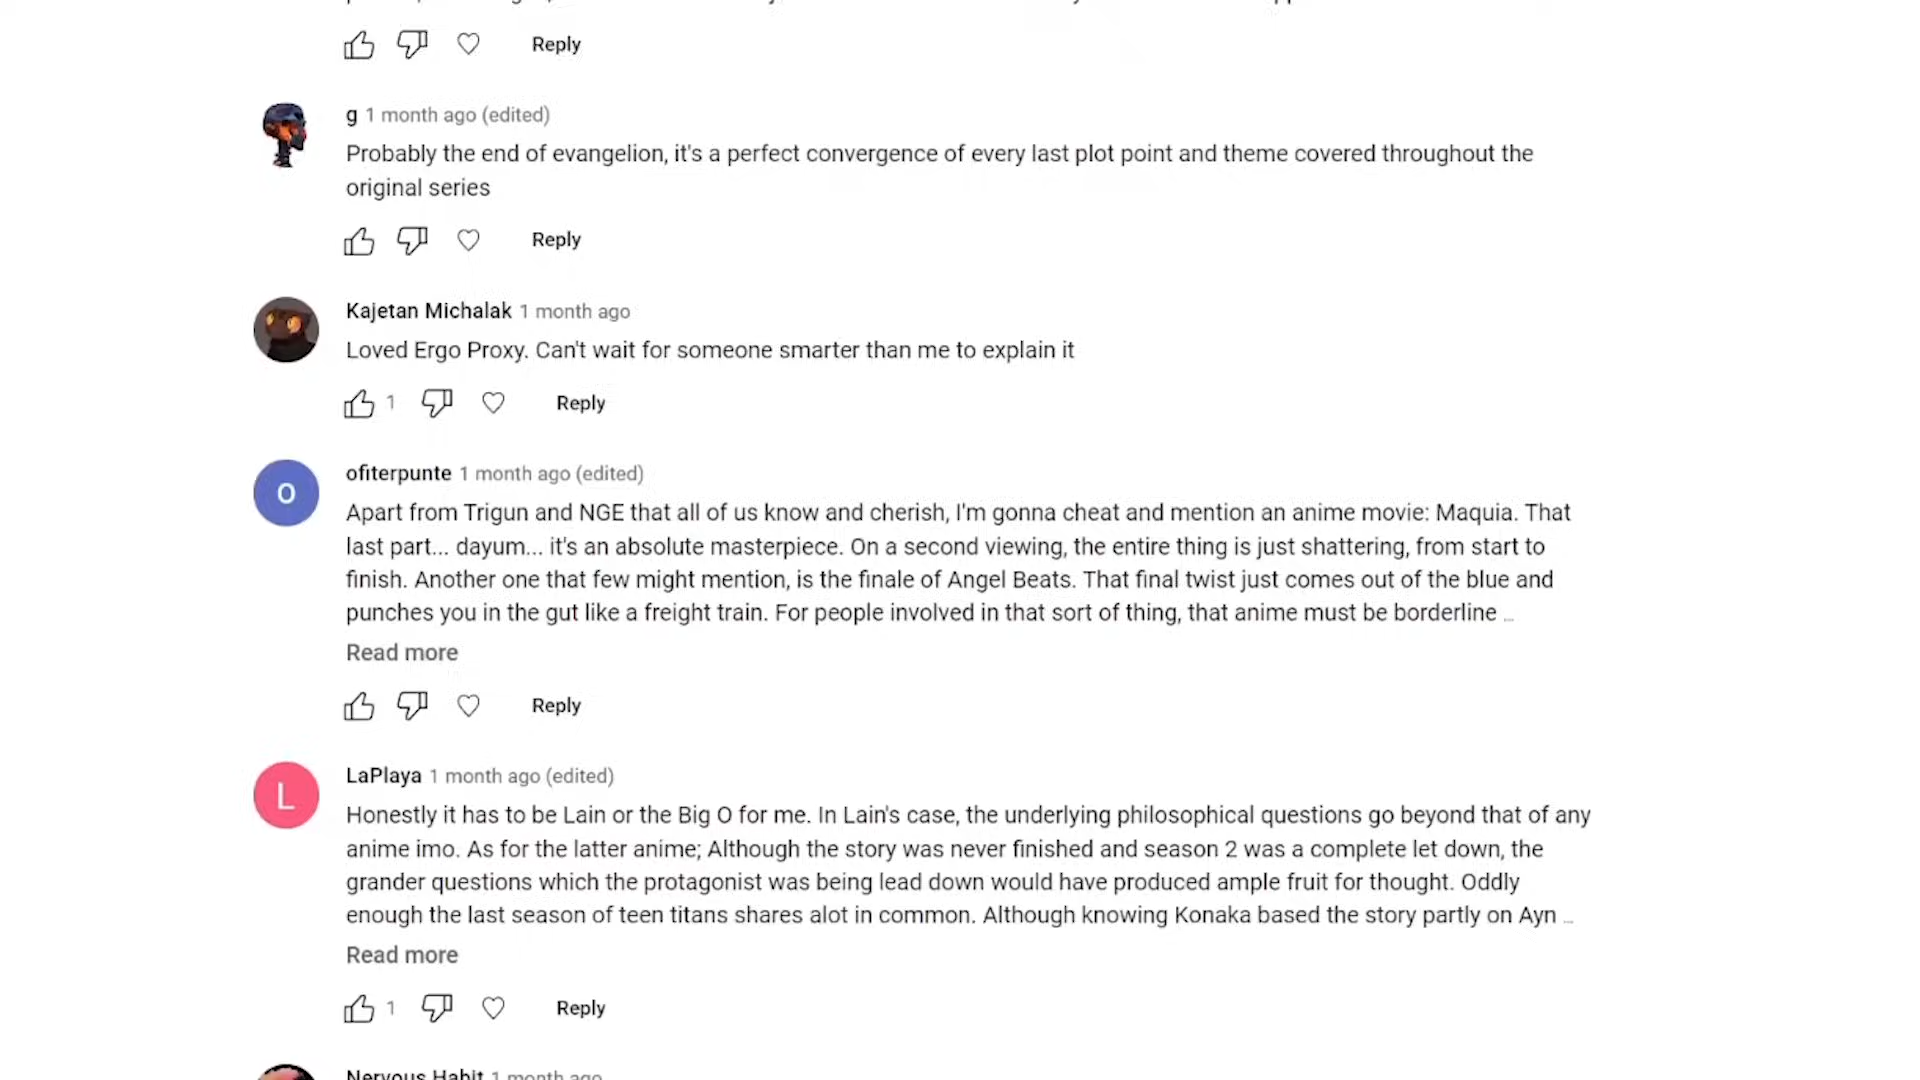 Reply
g 1 month ago (edited)
Probably the end of evangelion, it's a perfect convergence of every last plot point and theme covered throughout the
original series
Reply
Kajetan Michalak 1 month ago
Loved Ergo Proxy. Can't wait for someone smarter than me to explain it
1 Reply
O
ofiterpunte 1 month ago (edited)
Apart from Trigun and NGE that all of us know and cherish, I'm gonna cheat and mention an anime movie: Maquia. That
last part... dayum... it's an absolute masterpiece. On a second viewing, the entire thing is just shattering, from start to
finish. Another one that few might mention, is the finale of Angel Beats. That final twist just comes out of the blue and
punches you in the gut like a freight train. For people involved in that sort of thing, that anime must be borderline ...
Read more
Reply
L
LaPlaya 1 month ago (edited)
Honestly it has to be Lain or the Big O for me. In Lain's case, the underlying philosophical questions go beyond that of any
anime imo. As for the latter anime; Although the story was never finished and season 2 was a complete let down, the
grander questions which the protagonist was being lead down would have produced ample fruit for thought. Oddly
enough the last season of teen titans shares alot in common. Although knowing Konaka based the story partly on Ayn ...
Read more
1 Reply
Nervous Habit 1 month ago